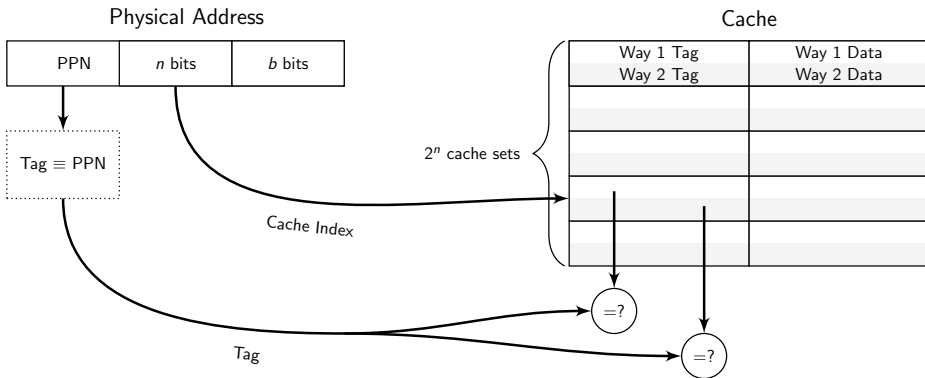 Physical Address
Cache
PPN
n bits
b bits
Way 1 Tag
Way 1 Data
Way 2 Tag
Way 2 Data
Tag ≡ PPN
2ⁿ cache sets
Cache Index
=?
=?
Tag